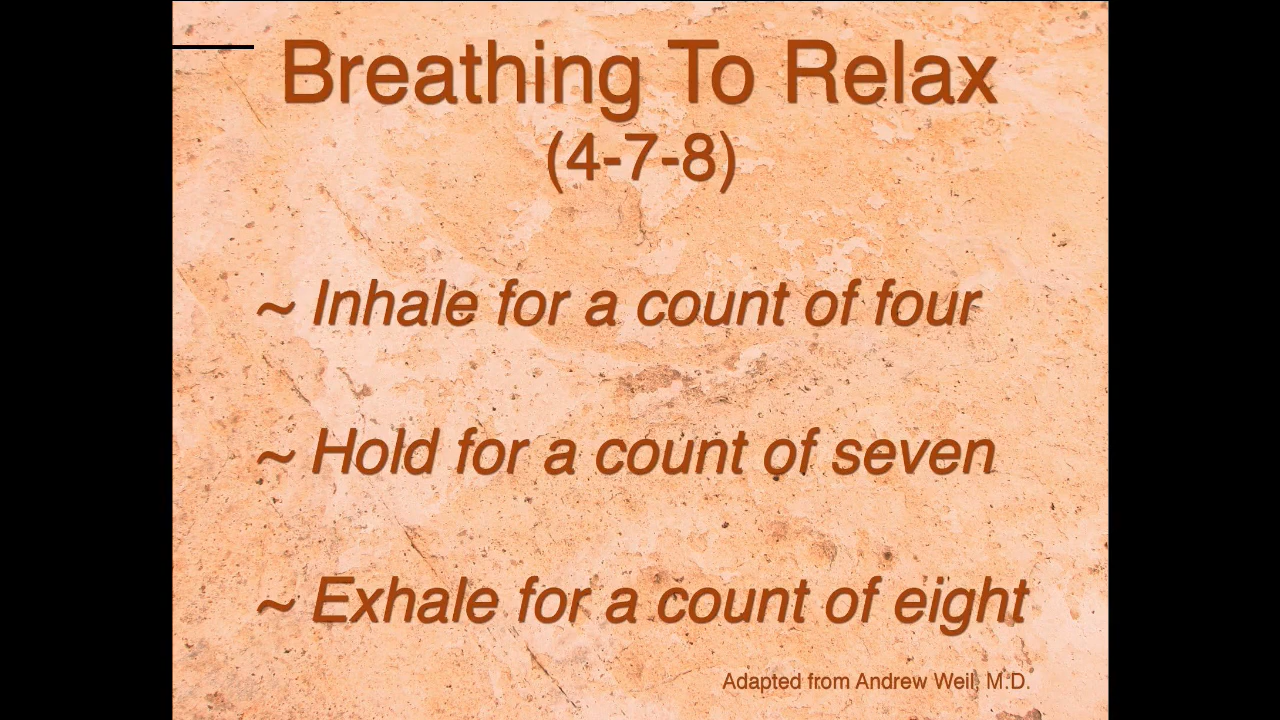 Breathing To Relax
(4-7-8)
~ Inhale for a count of four
~ Hold for a count of seven
~ Exhale for a count of eight
Adapted from Andrew Weil, M.D.